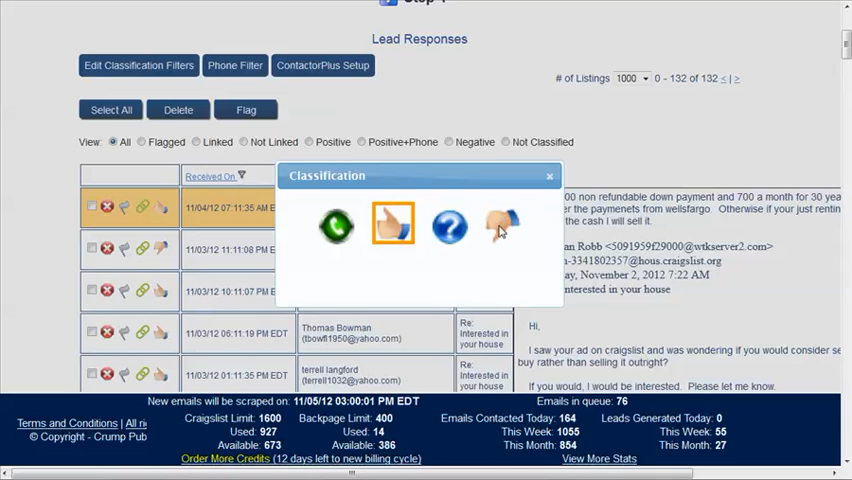 Lead Responses
Edit Classification Filters Phone Filter ContactorPlus Setup
# of Listings 1000 0 - 132 of 132 < | >
Select All Delete Flag
View: All Flagged Linked Not Linked Positive Positive+Phone Negative Not Classified
Classification
Received On
00 non refundable down payment and 700 a month for 30 yea
11/04/12 07:11:35 AM E
er the paymenets from wellsfargo. Otherwise if your just rentin
the cash I will sell it.
11/03/12 11:11:08 PM
an Robb <5091959f29000@wtkserver2.com>
-3341802357@hous.craigslist.org
ay, November 2, 2012 7:22 AM
nterested in your house
11/03/12 10:11:07 PM
11/03/12 06:11:19 PM EDT
Thomas Bowman
(tbowfl1950@yahoo.com)
Re:
Interested in
your house
Hi,
I saw your ad on craigslist and was wondering if you would consider se
buy rather than selling it outright?
11/03/12 01:11:35 PM EDT
terrell langford
(terrell1032@yahoo.com)
Re:
Interested in
your house
If you would, I would be interested. Please let me know.
New emails will be scraped on: 11/05/12 03:00:01 PM EDT
Emails in queue: 76
Terms and Conditions | All ri
© Copyright - Crump Pub
Craigslist Limit: 1600
Used: 927
Available: 673
Backpage Limit: 400
Used: 14
Available: 386
Order More Credits (12 days left to new billing cycle)
Emails Contacted Today: 164
This Week: 1055
This Month: 854
Leads Generated Today: 0
This Week: 55
This Month: 27
View More Stats